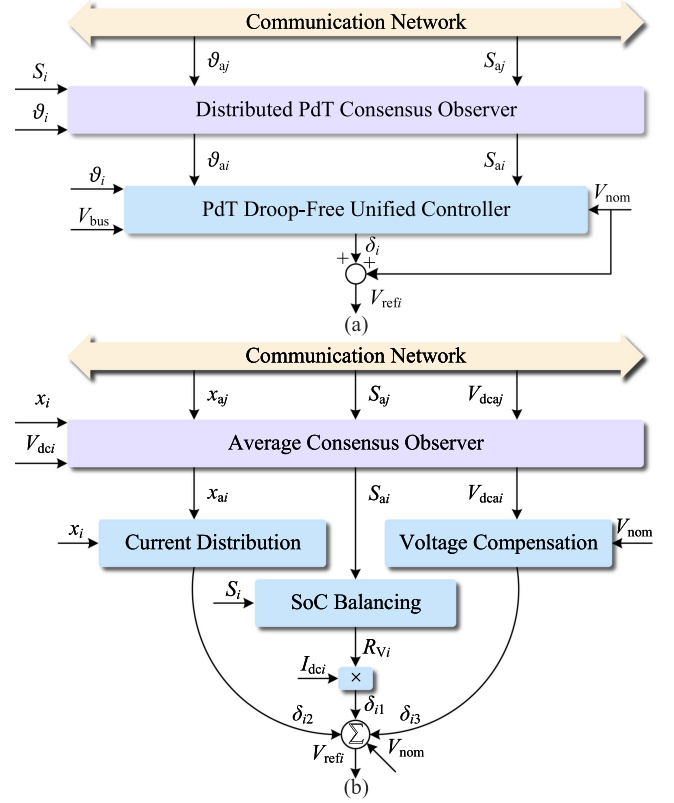 Communication Network
ϑaj Saj
Si
Distributed PdT Consensus Observer
ϑi
ϑai Sai
ϑi
Vnom
PdT Droop-Free Unified Controller
Vbus
δi
+ +
Vrefi
(a)
Communication Network
xaj Saj Vdcaj
xi
Average Consensus Observer
Vdci
xai Sai Vdcai
xi Current Distribution Voltage Compensation Vnom
Si SoC Balancing
RVi
Idci ×
δi1
δi2 δi3
Σ
Vrefi Vnom
(b)